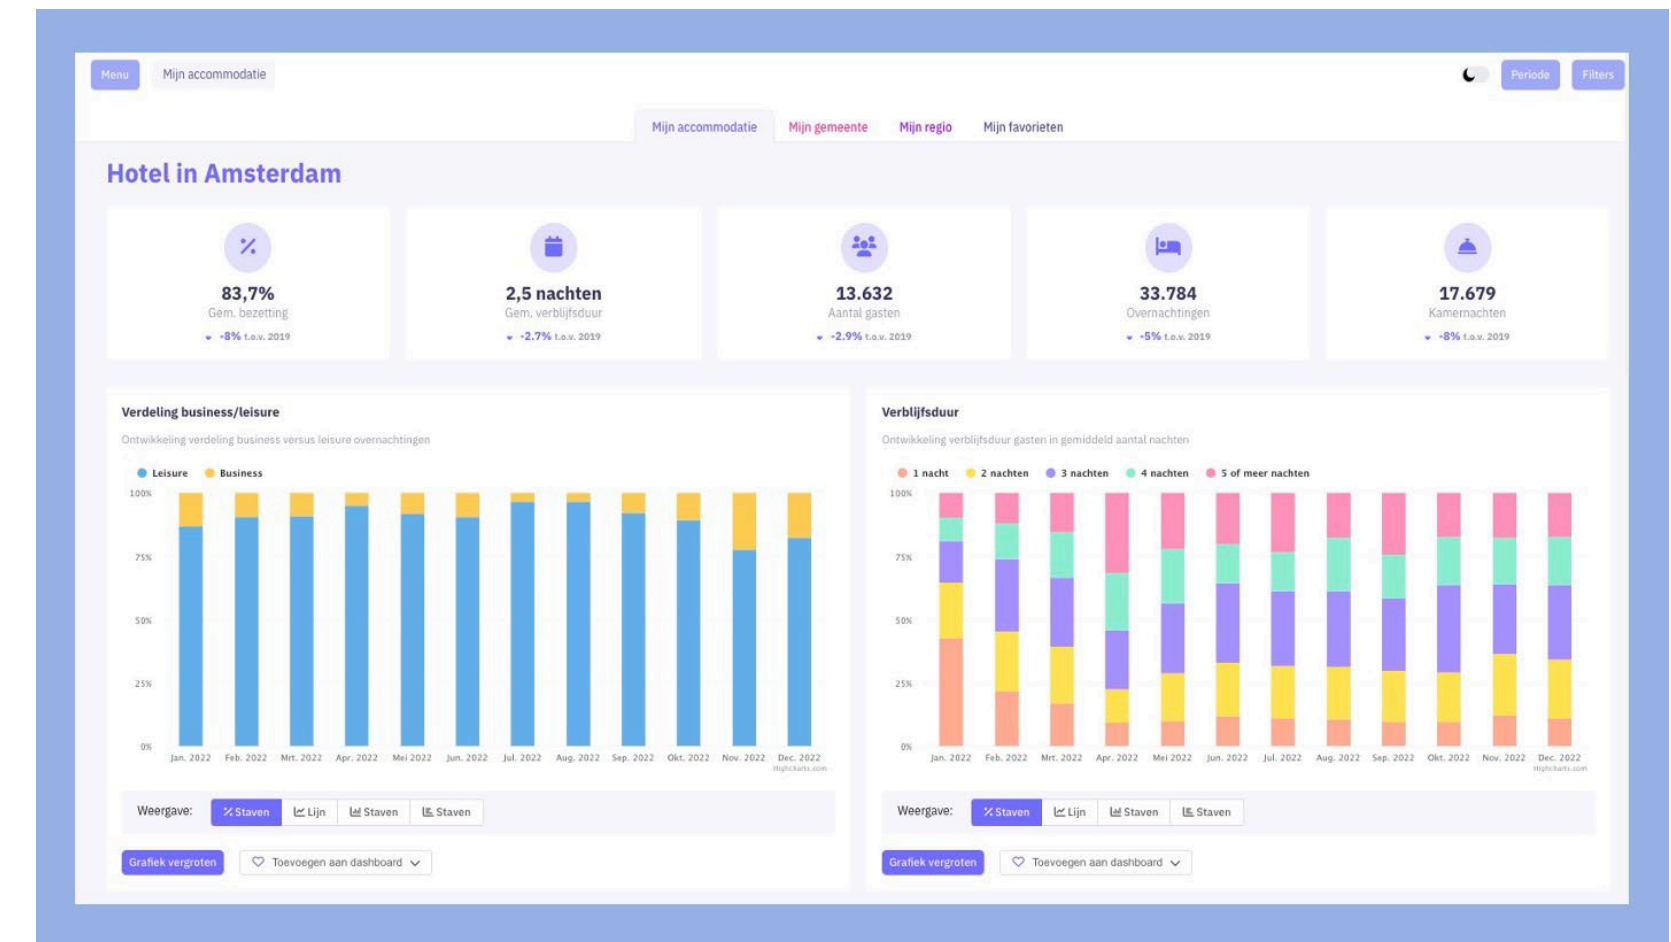 Menu Mijn accommodatie Periode Filters
Mijn accommodatie Mijn gemeente Mijn regio Mijn favorieten
Hotel in Amsterdam
83,7% 2,5 nachten 13.632 33.784 17.679
Gem. bezetting Gem. verblijfsduur Aantal gasten Overnachtingen Kamernachten
-8% t.o.v. 2019 -2.7% t.o.v. 2019 -2.9% t.o.v. 2019 -5% t.o.v. 2019 -8% t.o.v. 2019
Verdeling business/leisure
Ontwikkeling verdeling business versus leisure overnachtingen
Leisure Business
100%
75%
50%
25%
0%
Jan. 2022 Feb. 2022 Mrt. 2022 Apr. 2022 Mei 2022 Jun. 2022 Jul. 2022 Aug. 2022 Sep. 2022 Okt. 2022 Nov. 2022 Dec. 2022
Highcharts.com
Weergave: Staven Lijn Staven Staven
Grafiek vergroten Toevoegen aan dashboard
Verblijfsduur
Ontwikkeling verblijfsduur gasten in gemiddeld aantal nachten
1 nacht 2 nachten 3 nachten 4 nachten 5 of meer nachten
100%
75%
50%
25%
0%
Jan. 2022 Feb. 2022 Mrt. 2022 Apr. 2022 Mei 2022 Jun. 2022 Jul. 2022 Aug. 2022 Sep. 2022 Okt. 2022 Nov. 2022 Dec. 2022
Highcharts.com
Weergave: Staven Lijn Staven Staven
Grafiek vergroten Toevoegen aan dashboard